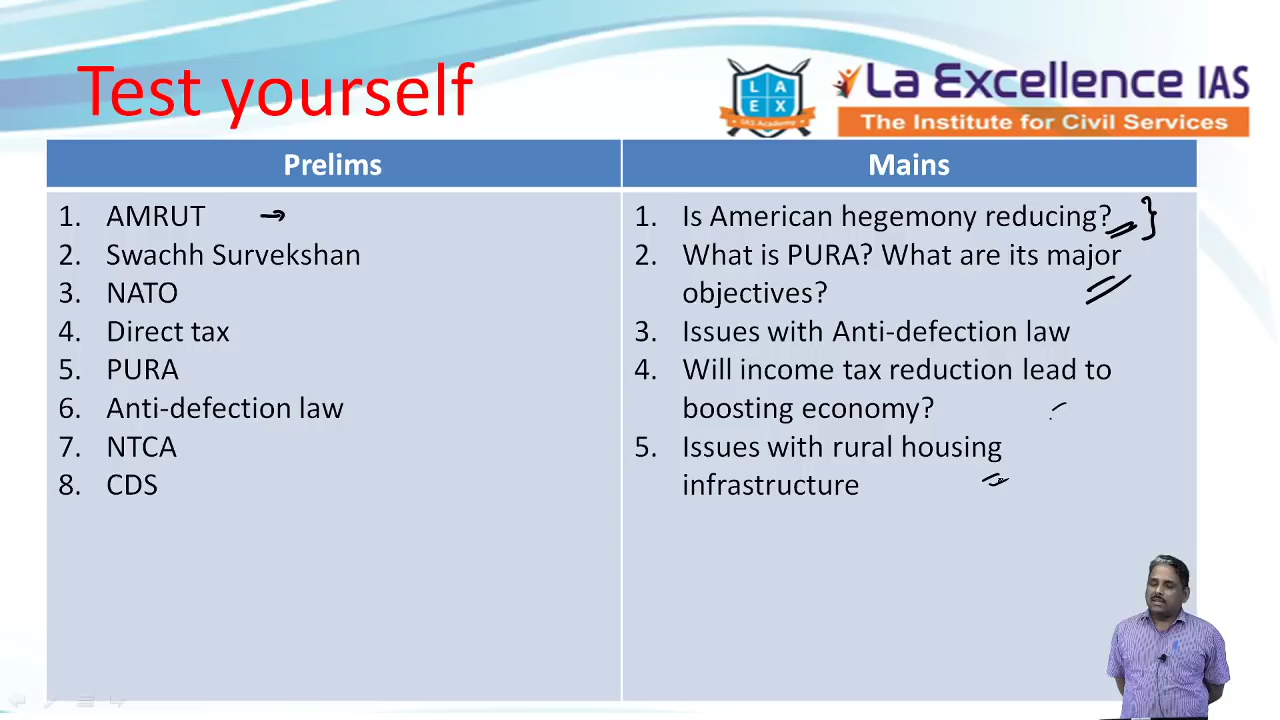 Test yourself
L A
E X
IAS Academy
La Excellence IAS
The Institute for Civil Services
Prelims
Mains
1. AMRUT
2. Swachh Survekshan
3. NATO
4. Direct tax
5. PURA
6. Anti-defection law
7. NTCA
8. CDS
1. Is American hegemony reducing?
2. What is PURA? What are its major
objectives?
3. Issues with Anti-defection law
4. Will income tax reduction lead to
boosting economy?
5. Issues with rural housing
infrastructure